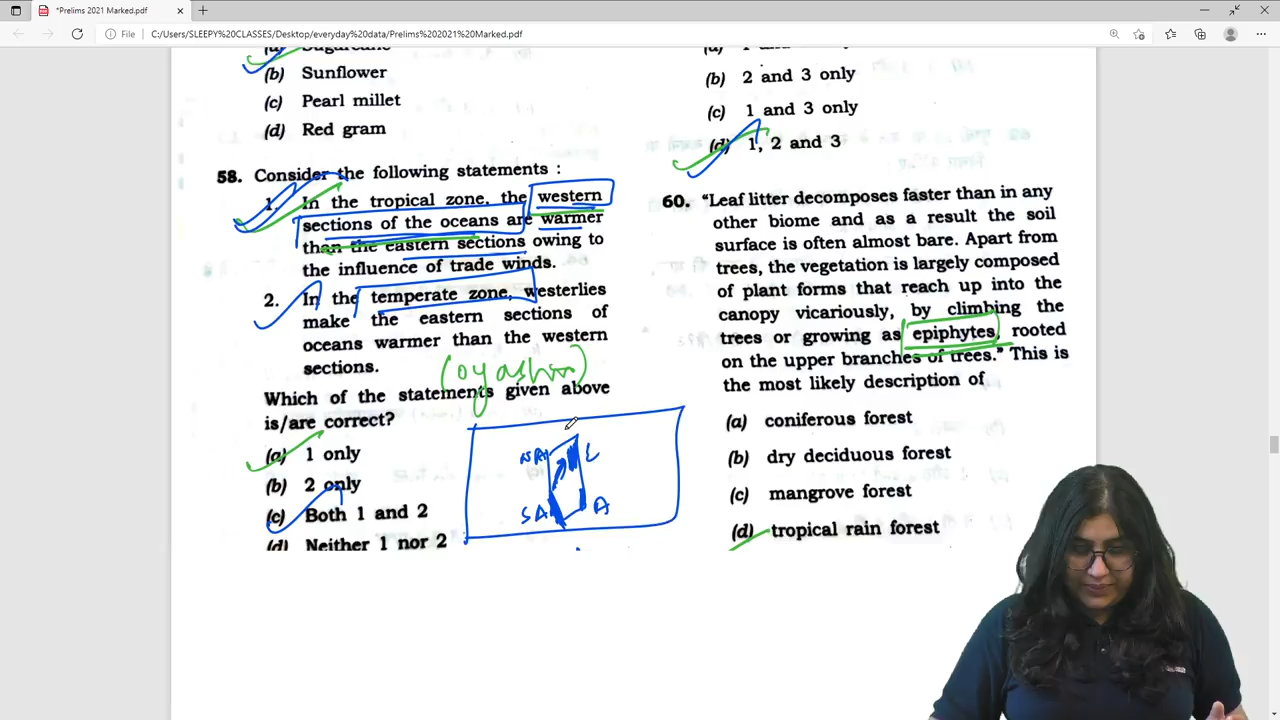 *Prelims 2021 Marked.pdf
File
C:/Users/SLEEPY%20CLASSES/Desktop/everyday%20data/Prelims%202021%20Marked.pdf
(a) Sugarcane
(b) Sunflower
(c) Pearl millet
(d) Red gram
58. Consider the following statements :
1. In the tropical zone, the western
sections of the oceans are warmer
than the eastern sections owing to
the influence of trade winds.
2. In the temperate zone, westerlies
make the eastern sections of
oceans warmer than the western
sections.
Which of the statements given above
is/are correct?
(a) 1 only
(b) 2 only
(c) Both 1 and 2
(d) Neither 1 nor 2
NA E
SA A
(b) 2 and 3 only
(c) 1 and 3 only
(d) 1, 2 and 3
60. “Leaf litter decomposes faster than in any
other biome and as a result the soil
surface is often almost bare. Apart from
trees, the vegetation is largely composed
of plant forms that reach up into the
canopy vicariously, by climbing the
trees or growing as epiphytes, rooted
on the upper branches of trees.” This is
the most likely description of
(a) coniferous forest
(b) dry deciduous forest
(c) mangrove forest
(d) tropical rain forest